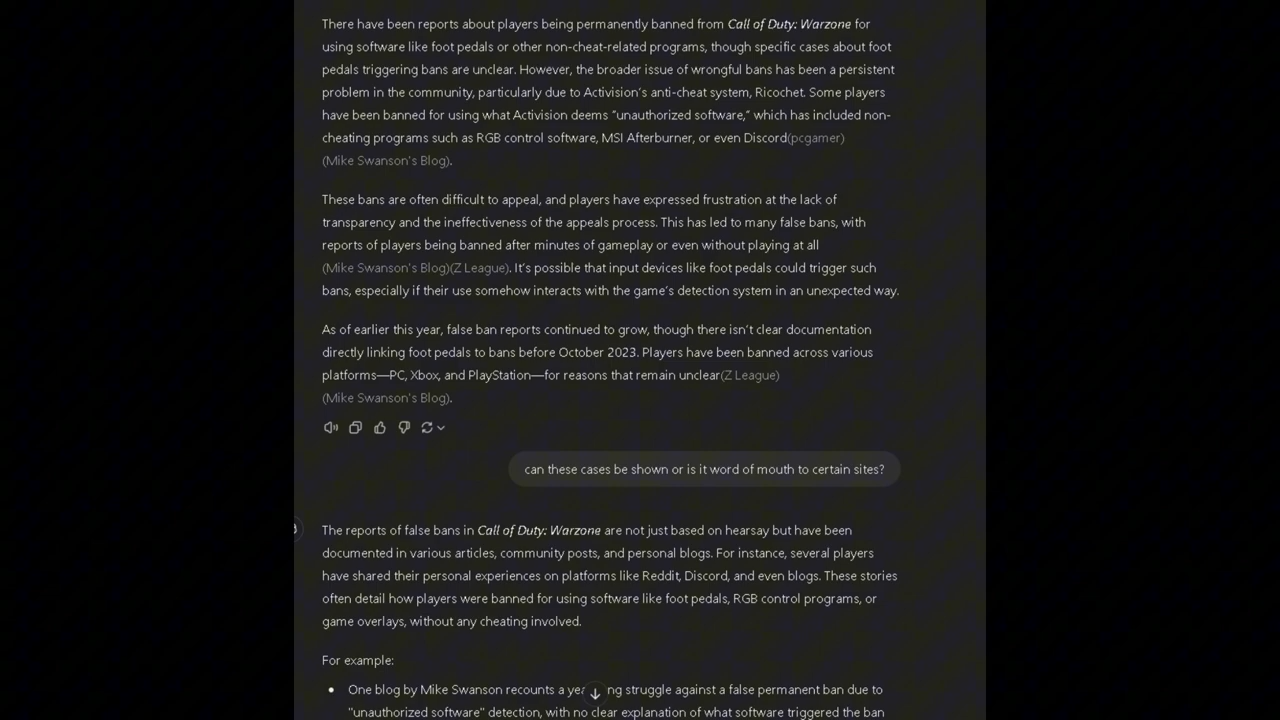 There have been reports about players being permanently banned from Call of Duty: Warzone for
using software like foot pedals or other non-cheat-related programs, though specific cases about foot
pedals triggering bans are unclear. However, the broader issue of wrongful bans has been a persistent
problem in the community, particularly due to Activision's anti-cheat system, Ricochet. Some players
have been banned for using what Activision deems "unauthorized software," which has included non-
cheating programs such as RGB control software, MSI Afterburner, or even Discord(pcgamer)
(Mike Swanson's Blog).
These bans are often difficult to appeal, and players have expressed frustration at the lack of
transparency and the ineffectiveness of the appeals process. This has led to many false bans, with
reports of players being banned after minutes of gameplay or even without playing at all
(Mike Swanson's Blog)(Z League). It's possible that input devices like foot pedals could trigger such
bans, especially if their use somehow interacts with the game's detection system in an unexpected way.
As of earlier this year, false ban reports continued to grow, though there isn't clear documentation
directly linking foot pedals to bans before October 2023. Players have been banned across various
platforms—PC, Xbox, and PlayStation—for reasons that remain unclear(Z League)
(Mike Swanson's Blog).
can these cases be shown or is it word of mouth to certain sites?
The reports of false bans in Call of Duty: Warzone are not just based on hearsay but have been
documented in various articles, community posts, and personal blogs. For instance, several players
have shared their personal experiences on platforms like Reddit, Discord, and even blogs. These stories
often detail how players were banned for using software like foot pedals, RGB control programs, or
game overlays, without any cheating involved.
For example:
• One blog by Mike Swanson recounts a struggle against a false permanent ban due to
"unauthorized software" detection, with no clear explanation of what software triggered the ban